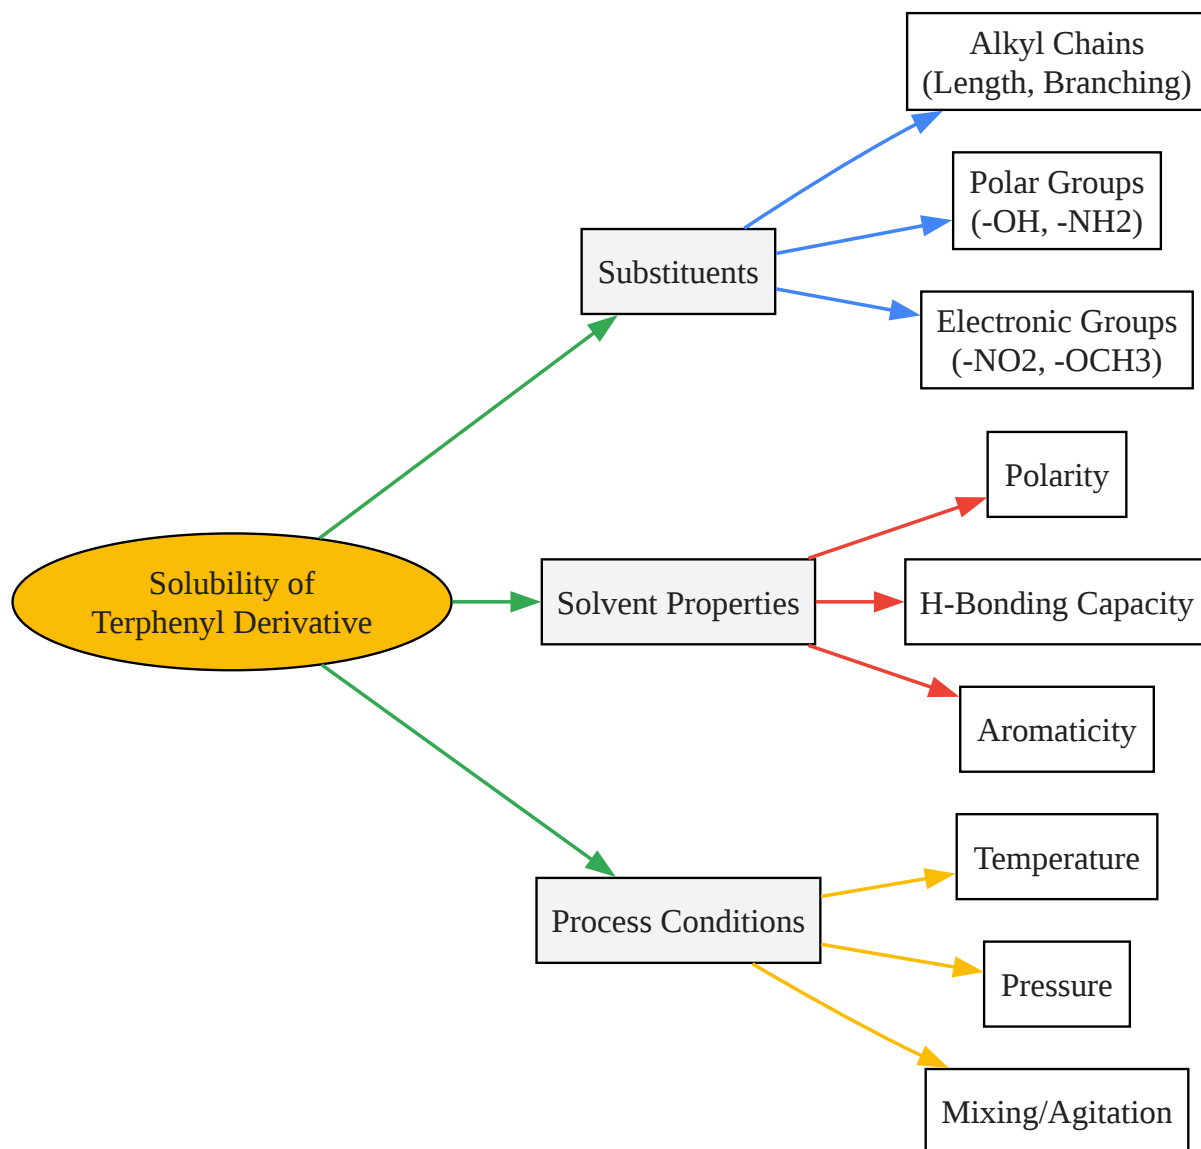 Alkyl Chains
(Length, Branching)
Polar Groups
(-OH, -NH2)
Substituents
Electronic Groups
(-NO2, -OCH3)
Polarity
Solubility of
Terphenyl Derivative
Solvent Properties
H-Bonding Capacity
Aromaticity
Temperature
Process Conditions
Pressure
Mixing/Agitation